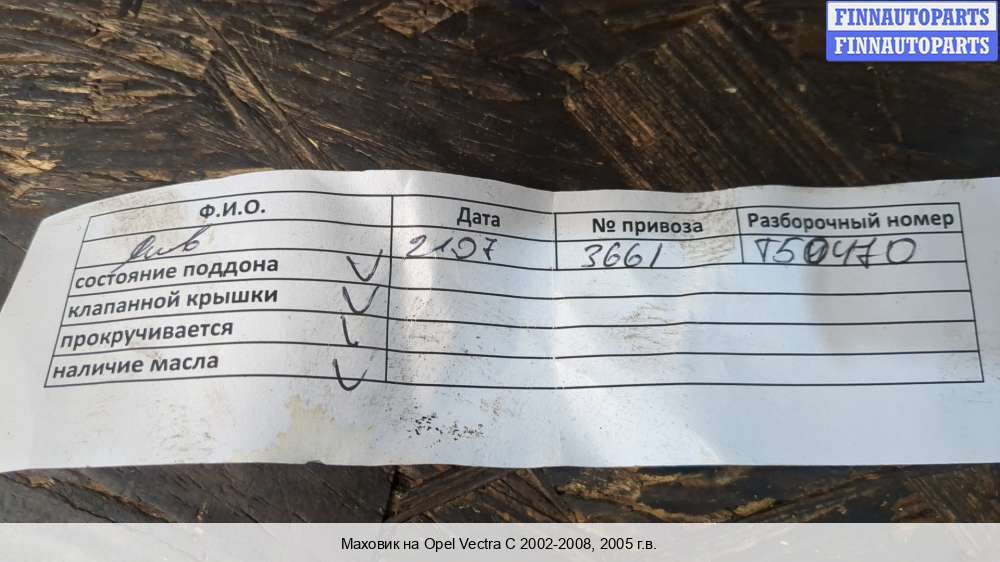 FINNAUTOPARTS
FINNAUTOPARTS
Ф.И.О. Дата № привоза Разборочный номер
2107 3661 T50470
состояние поддона
клапанной крышки
прокручивается
наличие масла
Маховик на Opel Vectra C 2002-2008, 2005 г.в.